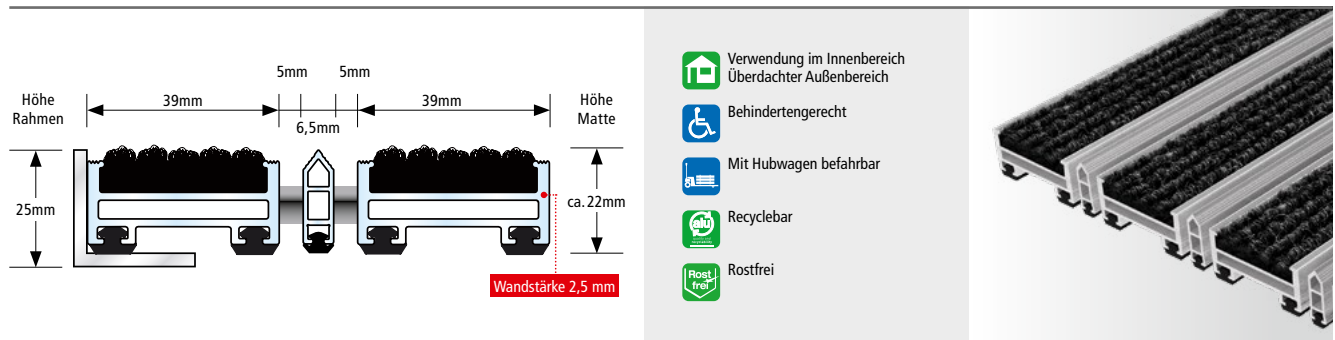 5mm
5mm
Höhe
Rahmen
39mm
39mm
Höhe
Matte
6,5mm
25mm
ca. 22mm
Wandstärke 2,5 mm
Verwendung im Innenbereich
Überdachter Außenbereich
Behindertengerecht
Mit Hubwagen befahrbar
alu
Recyclebar
Rost
frei
Rostfrei